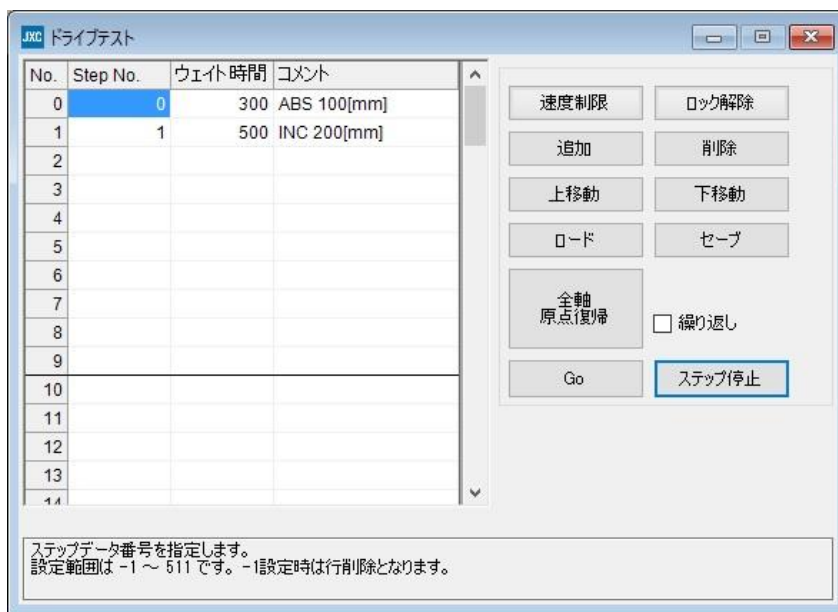 JXC ドライブテスト
No. Step No. ウェイト時間 コメント
0 0 300 ABS 100[mm]
1 1 500 INC 200[mm]
2
3
4
5
6
7
8
9
10
11
12
13
14
速度制限 ロック解除
追加 削除
上移動 下移動
ロード セーブ
全軸
原点復帰
繰り返し
Go ステップ停止
ステップデータ番号を指定します。
設定範囲は -1 ～ 511 です。-1設定時は行削除となります。